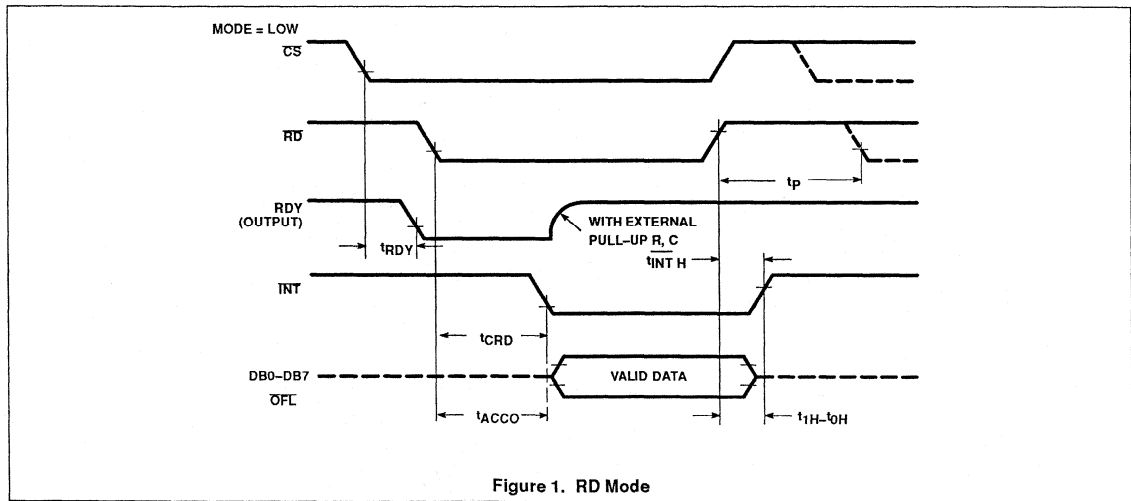 MODE = LOW
CS
RD
tP
RDY
(OUTPUT)
WITH EXTERNAL
PULL–UP R, C
tRDY
tINT H
INT
tCRD
DB0–DB7
VALID DATA
OFL
tACCO
t1H–t0H
Figure 1. RD Mode